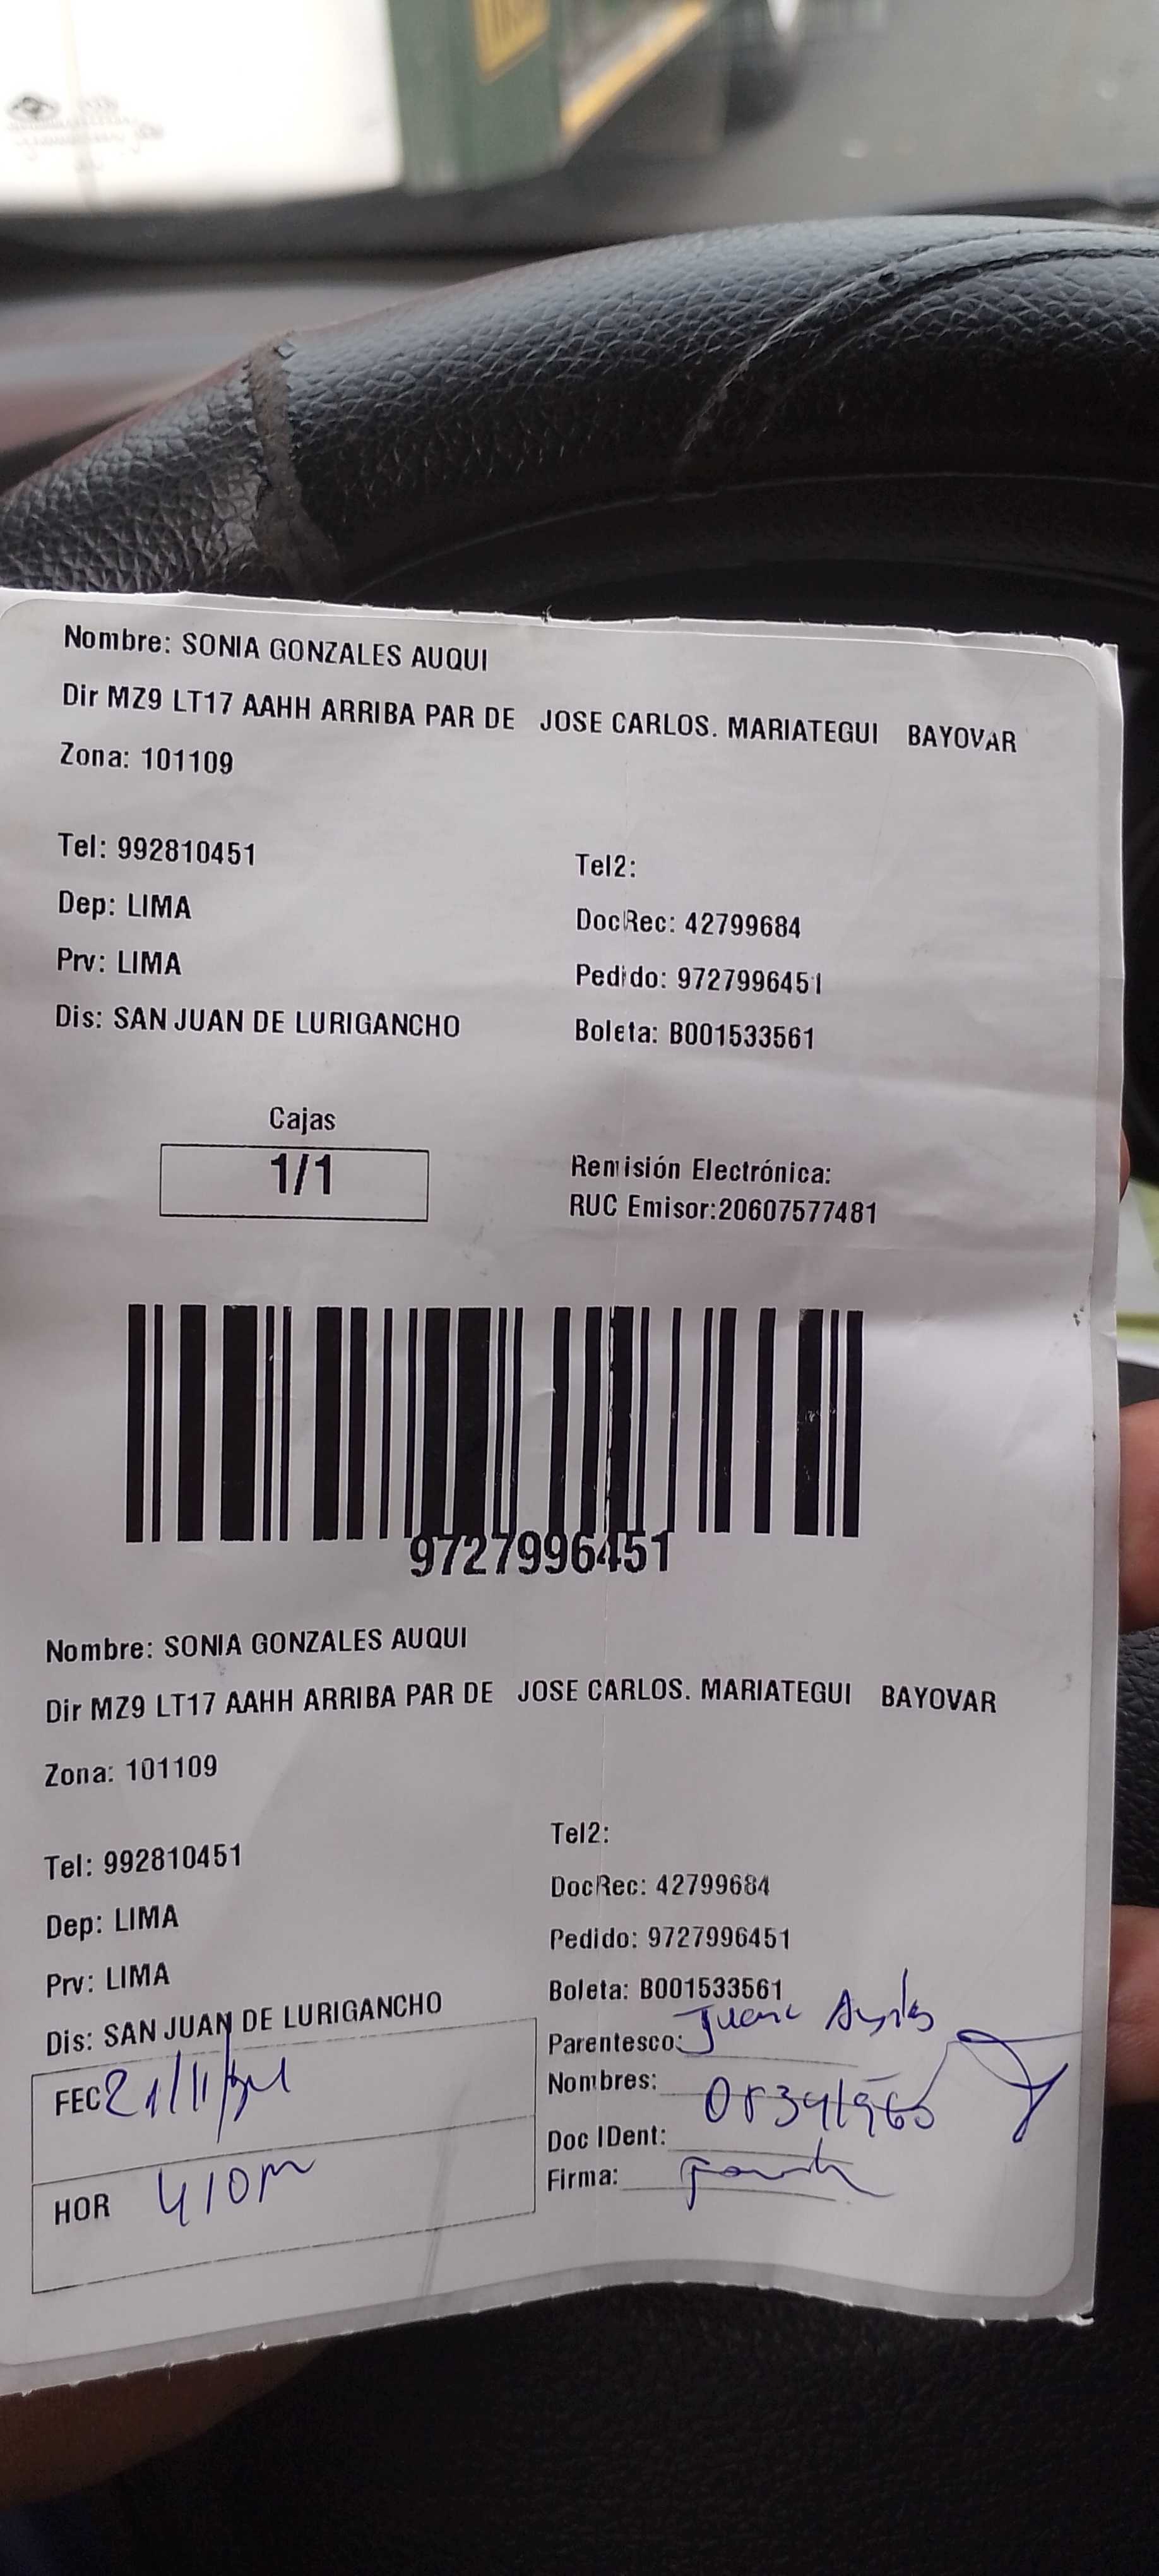 Nombre: SONIA GONZALES AUQUI
Dir MZ9 LT17 AAHH ARRIBA PAR DE JOSE CARLOS. MARIATEGUI BAYOVAR
Zona: 101109
Tel: 992810451
Tel2:
Dep: LIMA
DocRec: 42799684
Prv: LIMA
Pedido: 9727996451
Dis: SAN JUAN DE LURIGANCHO
Boleta: B001533561
Cajas
1/1
Remisión Electrónica:
RUC Emisor:20607577481
9727996451
Nombre: SONIA GONZALES AUQUI
Dir MZ9 LT17 AAHH ARRIBA PAR DE JOSE CARLOS. MARIATEGUI BAYOVAR
Zona: 101109
Tel: 992810451
Tel2:
Dep: LIMA
DocRec: 42799684
Prv: LIMA
Pedido: 9727996451
Dis: SAN JUAN DE LURIGANCHO
Boleta: B001533561
Parentesco:
FEC
Nombres:
Doc IDent:
HOR 410m
Firma: